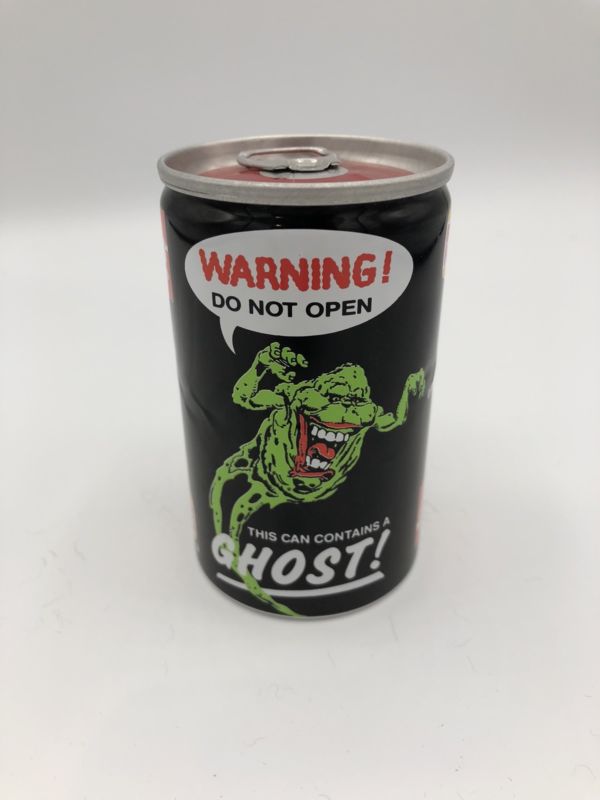 WARNING!
DO NOT OPEN
THIS CAN CONTAINS A
GHOST!